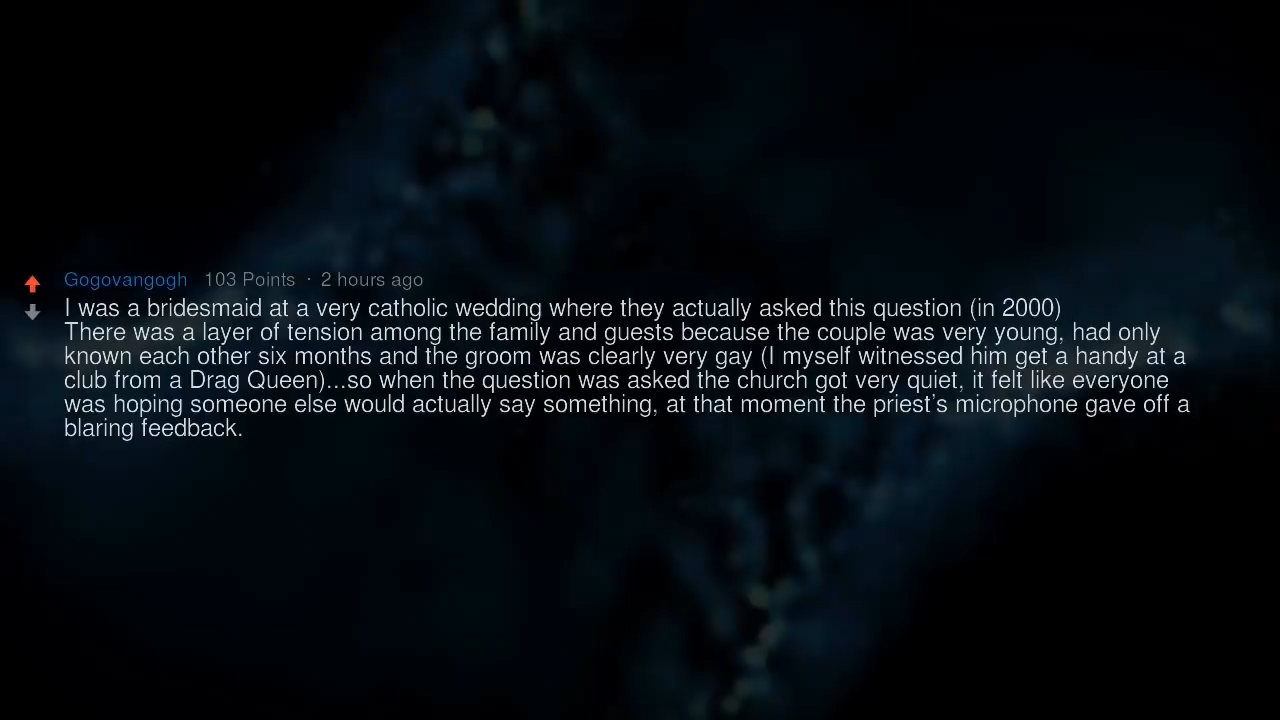 Gogovangogh 103 Points · 2 hours ago
I was a bridesmaid at a very catholic wedding where they actually asked this question (in 2000)
There was a layer of tension among the family and guests because the couple was very young, had only
known each other six months and the groom was clearly very gay (I myself witnessed him get a handy at a
club from a Drag Queen)...so when the question was asked the church got very quiet, it felt like everyone
was hoping someone else would actually say something, at that moment the priest’s microphone gave off a
blaring feedback.